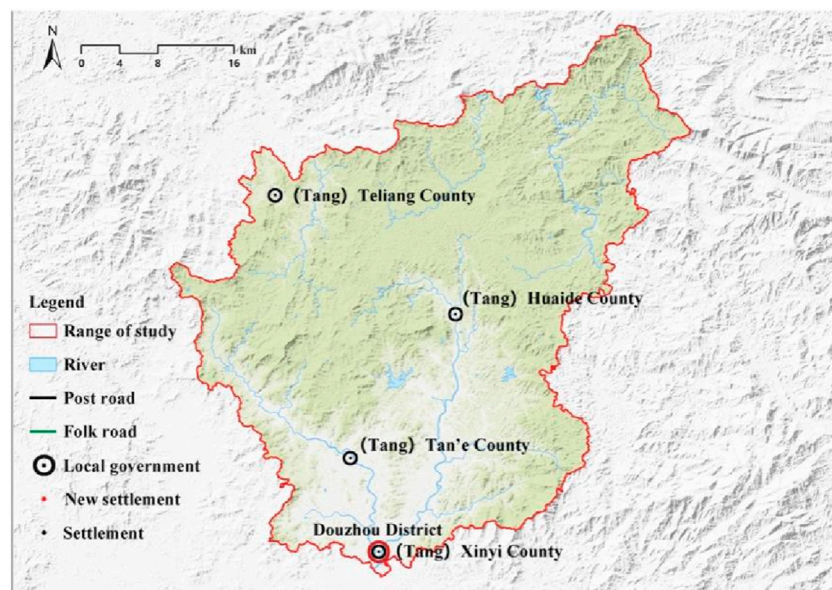 N
0 4 8 16
km
(Tang) Teliang County
(Tang) Huaide County
Legend
Range of study
River
Post road
Folk road
Local government
New settlement
Settlement
(Tang) Tan'e County
Douzhou District
(Tang) Xinyi County